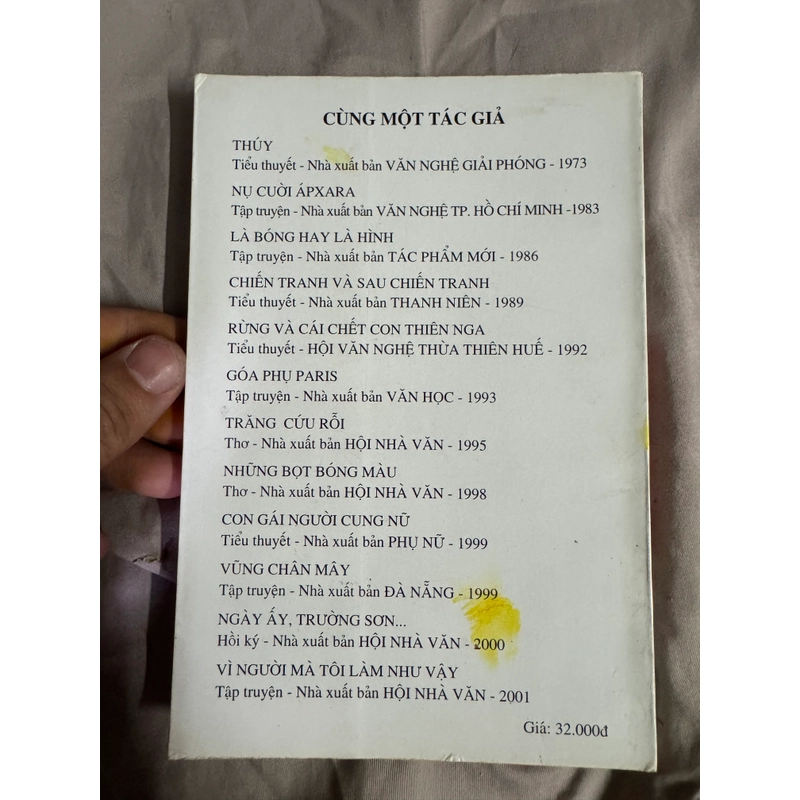 CÙNG MỘT TÁC GIẢ
THÚY
Tiểu thuyết - Nhà xuất bản VĂN NGHỆ GIẢI PHÓNG - 1973
NỤ CUỜI ÁPXARA
Tập truyện - Nhà xuất bản VĂN NGHỆ TP. HỒ CHÍ MINH -1983
LÀ BÓNG HAY LÀ HÌNH
Tập truyện - Nhà xuất bản TÁC PHẨM MỚI - 1986
CHIẾN TRANH VÀ SAU CHIẾN TRANH
Tiểu thuyết - Nhà xuất bản THANH NIÊN - 1989
RỪNG VÀ CÁI CHẾT CON THIÊN NGA
Tiểu thuyết - HỘI VĂN NGHỆ THỪA THIÊN HUẾ - 1992
GÓA PHỤ PARIS
Tập truyện - Nhà xuất bản VĂN HỌC - 1993
TRĂNG CỨU RỖI
Thơ - Nhà xuất bản HỘI NHÀ VĂN - 1995
NHỮNG BỌT BÓNG MÀU
Thơ - Nhà xuất bản HỘI NHÀ VĂN - 1998
CON GÁI NGƯỜI CUNG NỮ
Tiểu thuyết - Nhà xuất bản PHỤ NỮ - 1999
VŨNG CHÂN MÂY
Tập truyện - Nhà xuất bản ĐÀ NẴNG - 1999
NGÀY ẤY, TRƯỜNG SƠN...
Hồi ký - Nhà xuất bản HỘI NHÀ VĂN - 2000
VÌ NGƯỜI MÀ TÔI LÀM NHƯ VẬY
Tập truyện - Nhà xuất bản HỘI NHÀ VĂN - 2001
Giá: 32.000đ